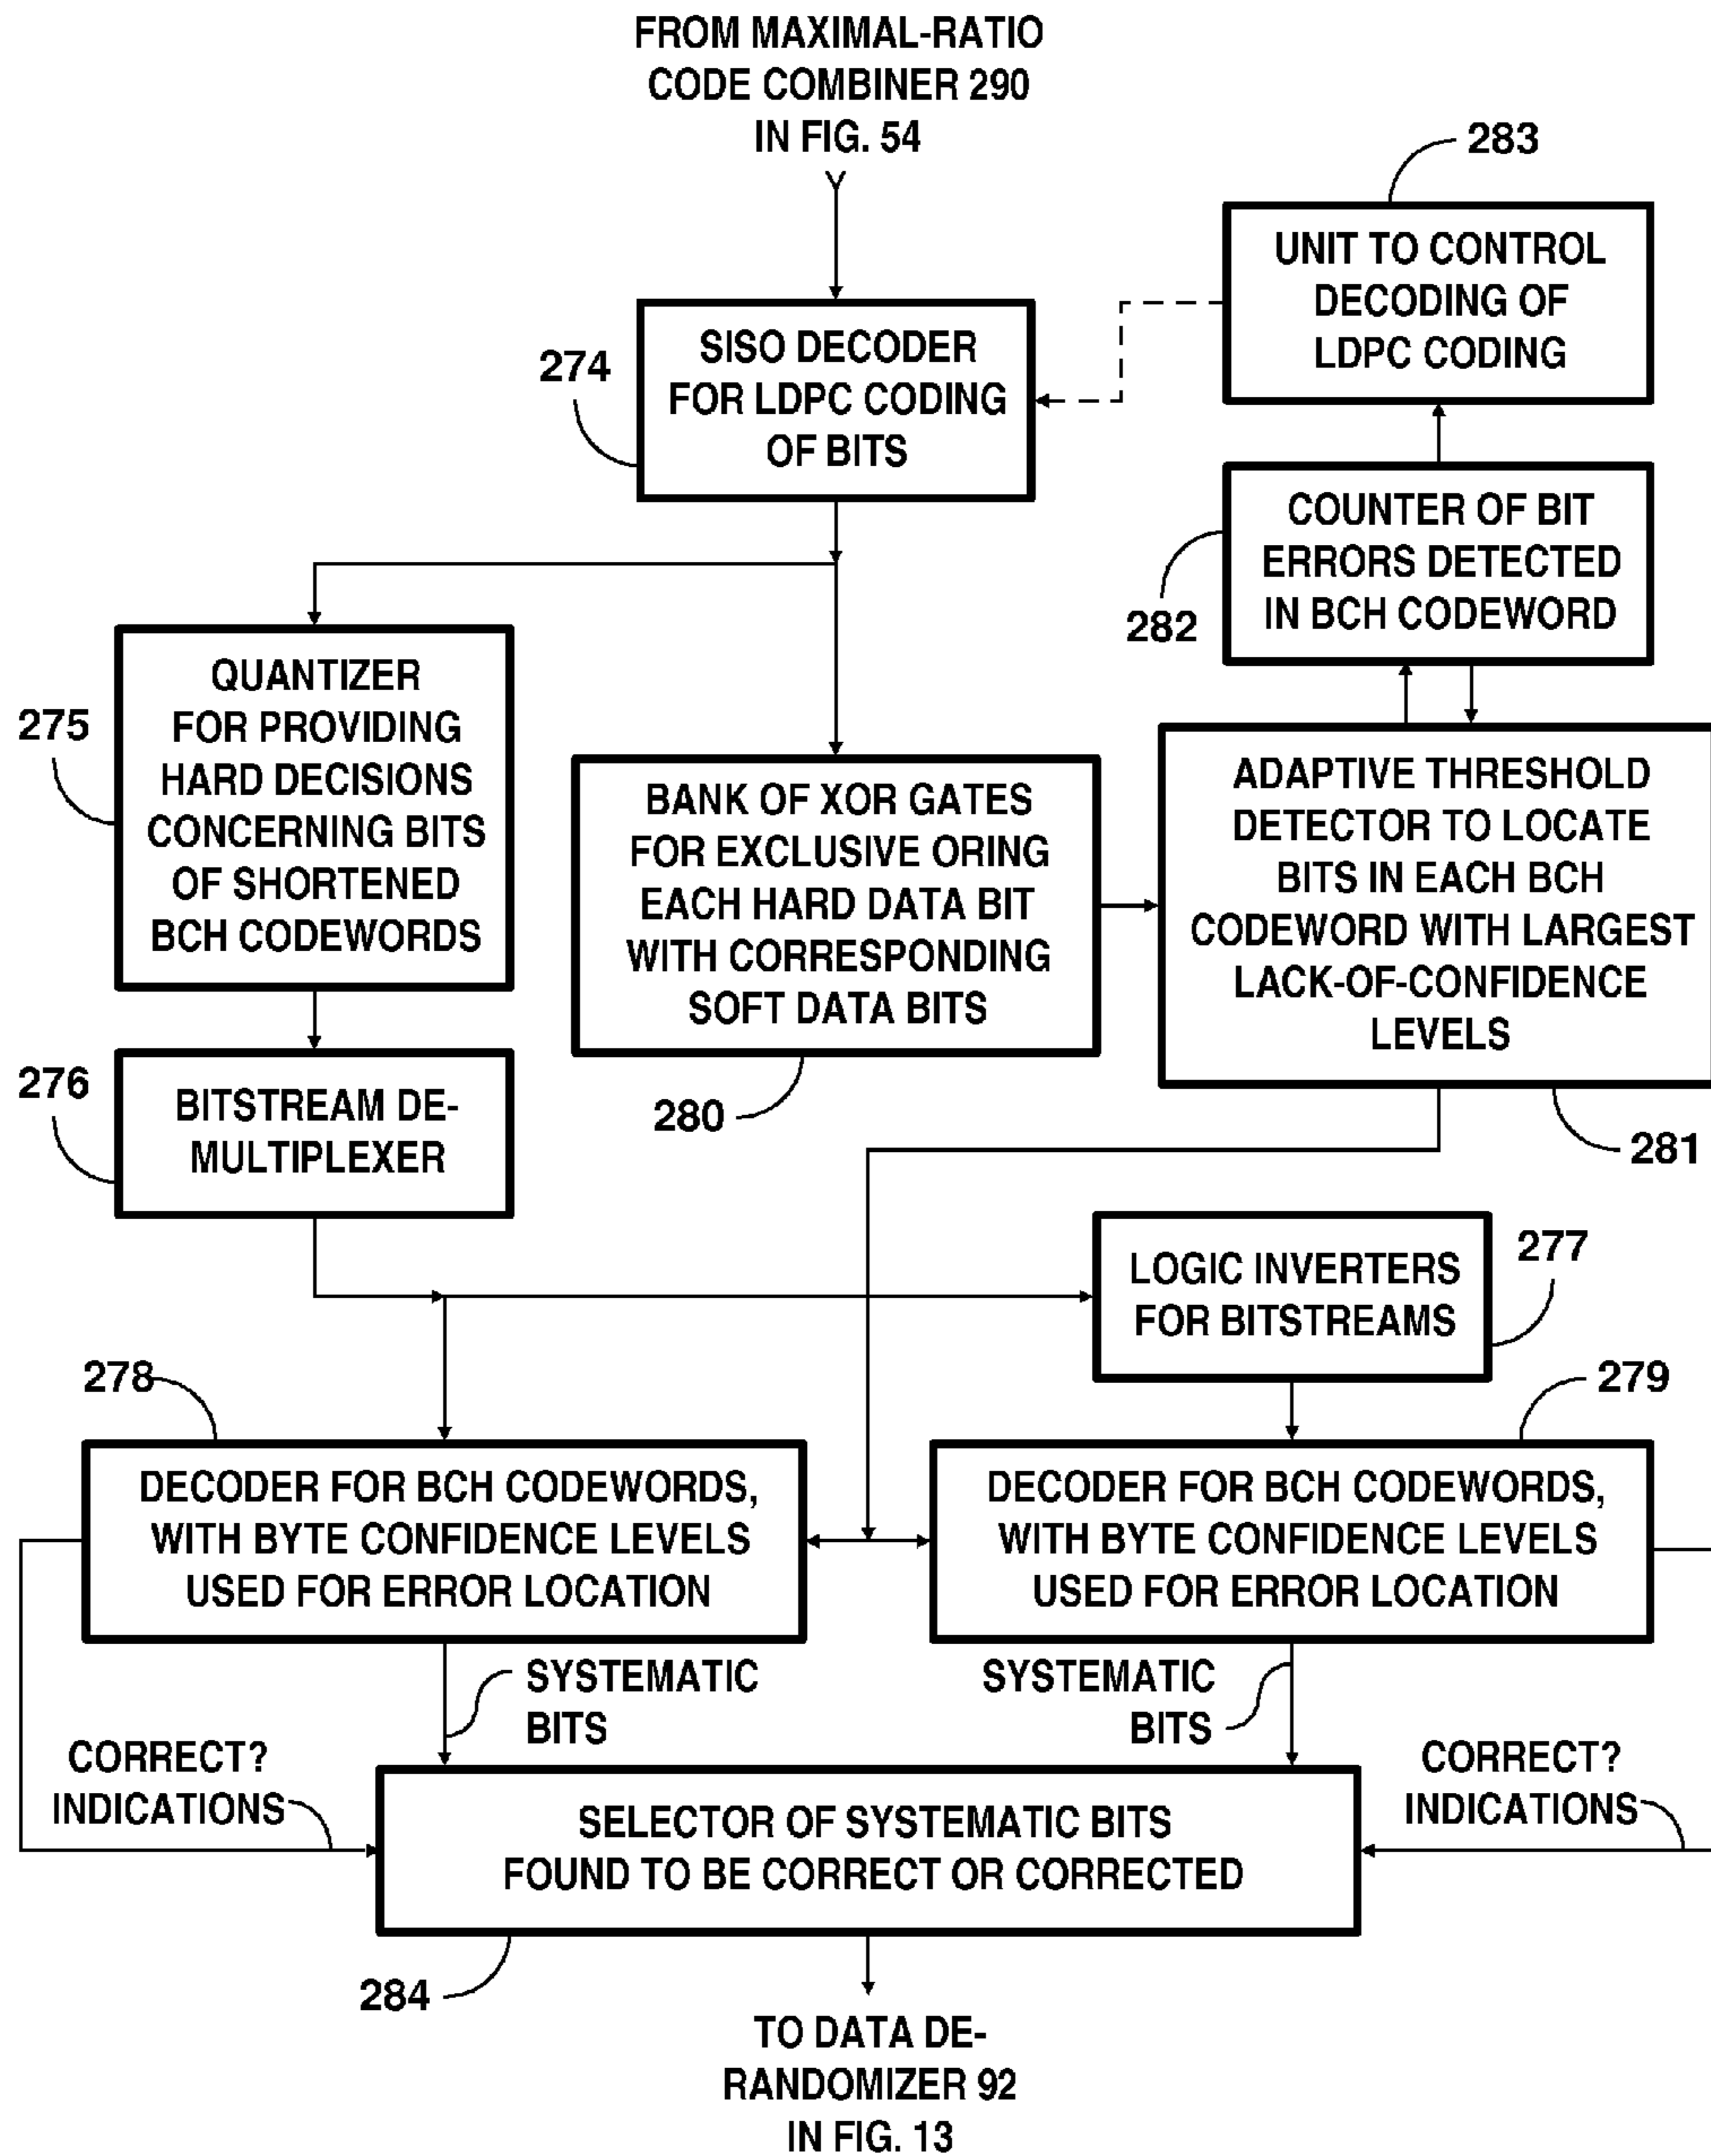 FROM MAXIMAL-RATIO
CODE COMBINER 290
IN FIG. 54
283
UNIT TO CONTROL
DECODING OF
LDPC CODING
274
SISO DECODER
FOR LDPC CODING
OF BITS
282
COUNTER OF BIT
ERRORS DETECTED
IN BCH CODEWORD
275
QUANTIZER
FOR PROVIDING
HARD DECISIONS
CONCERNING BITS
OF SHORTENED
BCH CODEWORDS
BANK OF XOR GATES
FOR EXCLUSIVE ORING
EACH HARD DATA BIT
WITH CORRESPONDING
SOFT DATA BITS
280
ADAPTIVE THRESHOLD
DETECTOR TO LOCATE
BITS IN EACH BCH
CODEWORD WITH LARGEST
LACK-OF-CONFIDENCE
LEVELS
281
276
BITSTREAM DE-
MULTIPLEXER
LOGIC INVERTERS
FOR BITSTREAMS
277
278
DECODER FOR BCH CODEWORDS,
WITH BYTE CONFIDENCE LEVELS
USED FOR ERROR LOCATION
279
DECODER FOR BCH CODEWORDS,
WITH BYTE CONFIDENCE LEVELS
USED FOR ERROR LOCATION
SYSTEMATIC
BITS
SYSTEMATIC
BITS
CORRECT?
INDICATIONS
CORRECT?
INDICATIONS
SELECTOR OF SYSTEMATIC BITS
FOUND TO BE CORRECT OR CORRECTED
284
TO DATA DE-
RANDOMIZER 92
IN FIG. 13